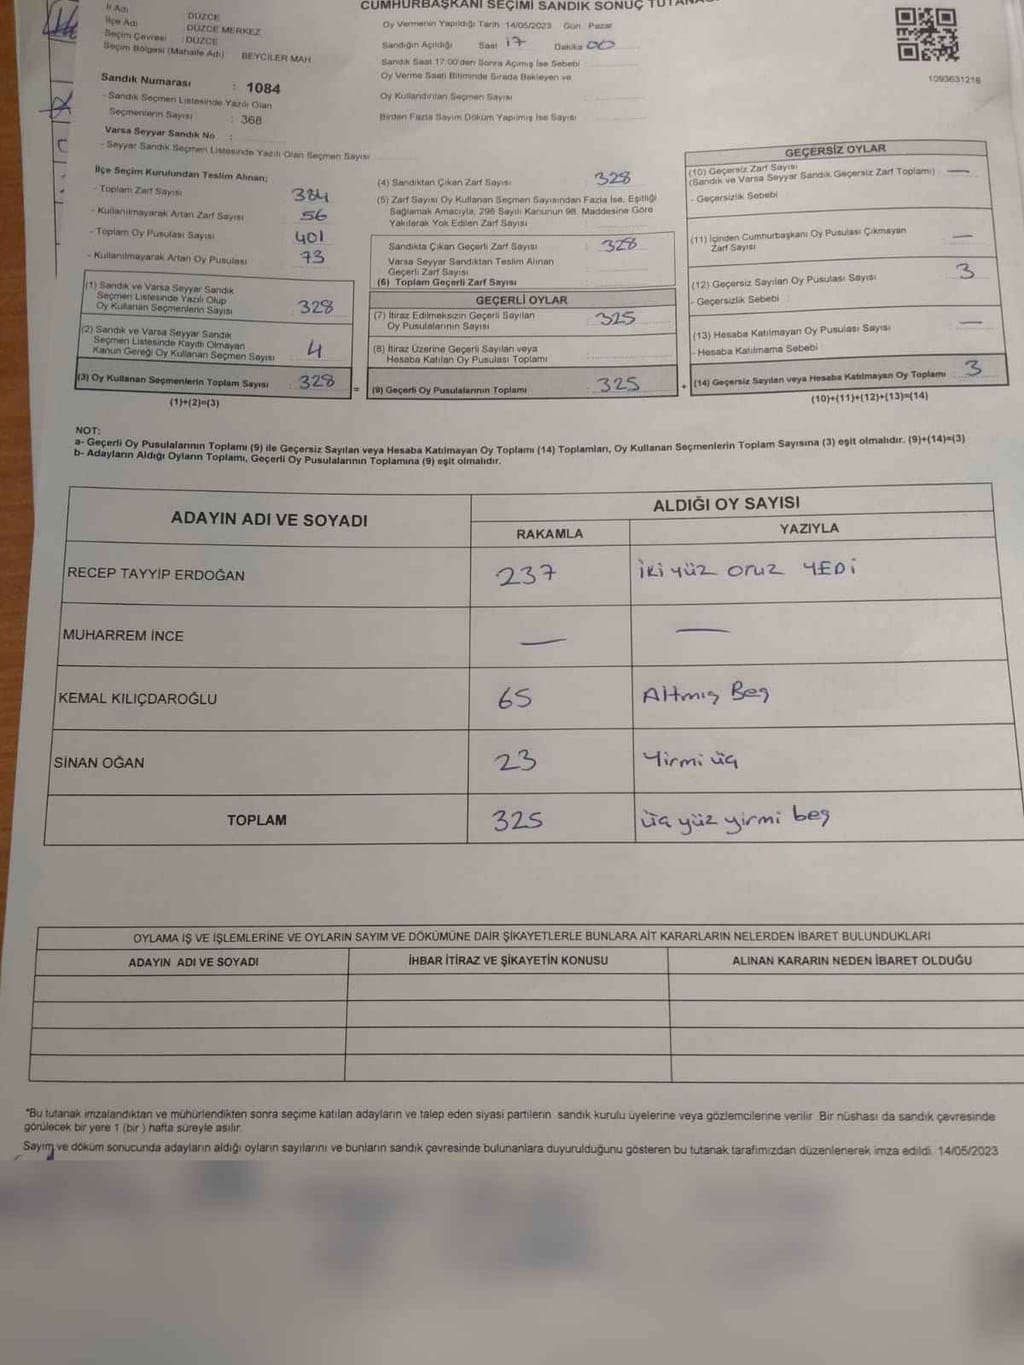 CUMHURBAŞKANI SEÇİMİ SANDIK SONUÇ
İl Adı DÜZCE
İlçe Adı DÜZCE MERKEZ
Seçim Çevresi : DÜZCE
Seçim Bölgesi (Mahalle Adı) BEYCİLER MAH
Sandık Numarası : 1084
- Sandık Seçmen Listesinde Yazılı Olan
Seçmenlerin Sayısı : 368
Varsa Seyyar Sandık No :
- Seyyar Sandık Seçmen Listesinde Yazılı Olan Seçmen Sayısı
Oy Vermenin Yapıldığı Tarih 14/05/2023 Gün Pazar
Sandığın Açıldığı Saat 17 Dakika 00
Sandık Saat 17:00'den Sonra Açımış İse Sebebi
Oy Verme Saati Bitiminde Sırada Bekleyen ve
Oy Kullandırılan Seçmen Sayısı
Birden Fazla Sayım Döküm Yapılmış İse Sayısı
1093631216
İlçe Seçim Kurulundan Teslim Alınan;
- Toplam Zarf Sayısı 384
- Kullanılmayarak Artan Zarf Sayısı 56
- Toplam Oy Pusulası Sayısı 401
- Kullanılmayarak Artan Oy Pusulası 73
(1) Sandık ve Varsa Seyyar Sandık
Seçmen Listesinde Yazılı Olup
Oy Kullanan Seçmenlerin Sayısı 328
(2) Sandık ve Varsa Seyyar Sandık
Seçmen Listesinde Kayıtlı Olmayan
Kanun Gereği Oy Kullanan Seçmen Sayısı 4
(3) Oy Kullanan Seçmenlerin Toplam Sayısı : 328
(1)+(2)=(3)
=
(4) Sandıktan Çıkan Zarf Sayısı 328
(5) Zarf Sayısı Oy Kullanan Seçmen Sayısından Fazla İse, Eşitliği
Sağlamak Amacıyla, 298 Sayılı Kanunun 98. Maddesine Göre
Yakılarak Yok Edilen Zarf Sayısı
Sandıkta Çıkan Geçerli Zarf Sayısı 328
Varsa Seyyar Sandıktan Teslim Alınan
Geçerli Zarf Sayısı
(6) Toplam Geçerli Zarf Sayısı
GEÇERLİ OYLAR
(7) İtiraz Edilmeksizin Geçerli Sayılan
Oy Pusulalarının Sayısı 325
(8) İtiraz Üzerine Geçerli Sayılan veya
Hesaba Katılan Oy Pusulası Toplamı
(9) Geçerli Oy Pusulalarının Toplamı : 325
+
GEÇERSİZ OYLAR
(10) Geçersiz Zarf Sayısı —
(Sandık ve Varsa Seyyar Sandık Geçersiz Zarf Toplamı)
- Geçersizlik Sebebi
(11) İçinden Cumhurbaşkanı Oy Pusulası Çıkmayan
Zarf Sayısı —
(12) Geçersiz Sayılan Oy Pusulası Sayısı 3
- Geçersizlik Sebebi :
(13) Hesaba Katılmayan Oy Pusulası Sayısı —
- Hesaba Katılmama Sebebi
(14) Geçersiz Sayılan veya Hesaba Katılmayan Oy Toplamı 3
(10)+(11)+(12)+(13)=(14)
NOT:
a- Geçerli Oy Pusulalarının Toplamı (9) ile Geçersiz Sayılan veya Hesaba Katılmayan Oy Toplamı (14) Toplamları, Oy Kullanan Seçmenlerin Toplam Sayısına (3) eşit olmalıdır. (9)+(14)=(3)
b- Adayların Aldığı Oyların Toplamı, Geçerli Oy Pusulalarının Toplamına (9) eşit olmalıdır.
ADAYIN ADI VE SOYADI
ALDIĞI OY SAYISI
RAKAMLA YAZIYLA
RECEP TAYYİP ERDOĞAN 237 İki yüz oruz YEDİ
MUHARREM İNCE — —
KEMAL KILIÇDAROĞLU 65 Altmış Beş
SİNAN OĞAN 23 Yirmi üç
TOPLAM 325 üç yüz yirmi beş
OYLAMA İŞ VE İŞLEMLERİNE VE OYLARIN SAYIM VE DÖKÜMÜNE DAİR ŞİKAYETLERLE BUNLARA AİT KARARLARIN NELERDEN İBARET BULUNDUKLARI
ADAYIN ADI VE SOYADI İHBAR İTİRAZ VE ŞİKAYETİN KONUSU ALINAN KARARIN NEDEN İBARET OLDUĞU
*Bu tutanak imzalandıktan ve mühürlendikten sonra seçime katılan adayların ve talep eden siyasi partilerin sandık kurulu üyelerine veya gözlemcilerine verilir Bir nüshası da sandık çevresinde
görülecek bir yere 1 (bir ) hafta süreyle asılır.
Sayım ve döküm sonucunda adayların aldığı oyların sayılarını ve bunların sandık çevresinde bulunanlara duyurulduğunu gösteren bu tutanak tarafımızdan düzenlenerek imza edildi. 14/05/2023